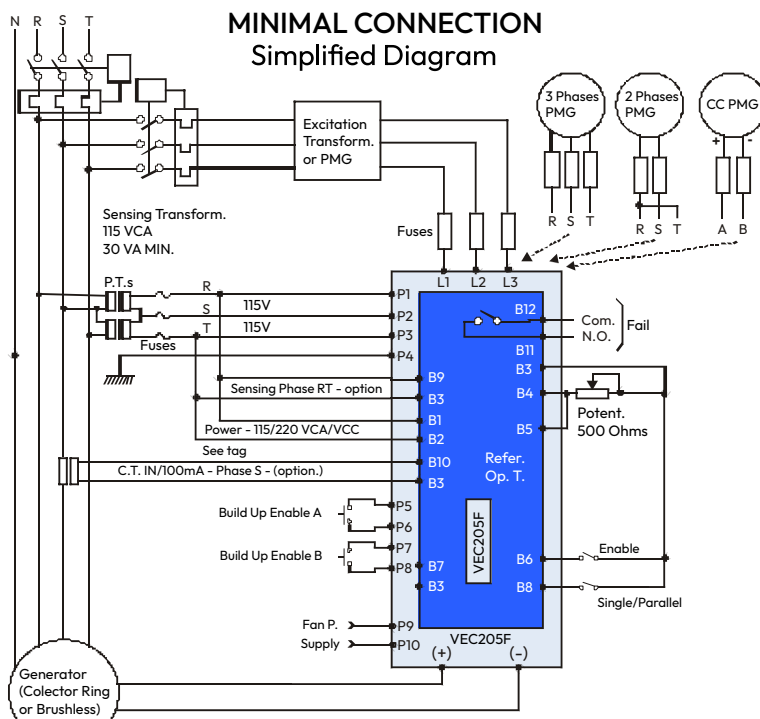 MINIMAL CONNECTION
Simplified Diagram
N R S T
3 Phases
PMG
2 Phases
PMG
CC PMG
+ -
Excitation
Transform.
or PMG
R S T
R S T
A B
Sensing Transform.
115 VCA
30 VA MIN.
Fuses
L1 L2 L3
P.T.s
R
S
T
115V
115V
Fuses
P1
P2
P3
P4
B12
B11
Com.
N.O.
Fail
B9
B3
B3
B4
B5
Potent.
500 Ohms
Sensing Phase RT - option
B1
B2
Power - 115/220 VCA/VCC
See tag
B10
C.T. IN/100mA - Phase S - (option.)
B3
Refer.
Op. T.
VEC205F
Build Up Enable A
P5
P6
Build Up Enable B
P7
P8
B7
B3
B6
Enable
B8
Single/Parallel
Fan P.
P9
Supply
P10
VEC205F
(+) (-)
Generator
(Colector Ring
or Brushless)